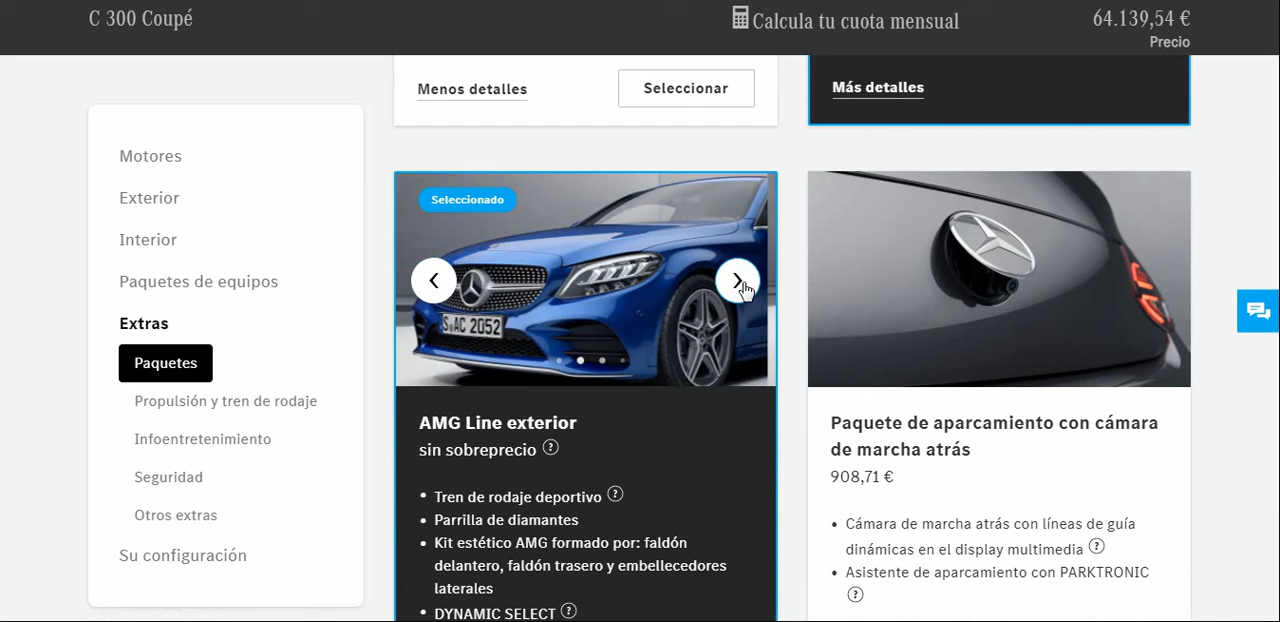 C 300 Coupé
Calcula tu cuota mensual
64.139,54 €
Precio
Menos detalles
Seleccionar
Más detalles
Motores
Exterior
Interior
Paquetes de equipos
Extras
Paquetes
Propulsión y tren de rodaje
Infoentretenimiento
Seguridad
Otros extras
Su configuración
Seleccionado
S AC 2052
AMG Line exterior
sin sobreprecio ?
• Tren de rodaje deportivo ?
• Parrilla de diamantes
• Kit estético AMG formado por: faldón
delantero, faldón trasero y embellecedores
laterales
• DYNAMIC SELECT ?
Paquete de aparcamiento con cámara
de marcha atrás
908,71 €
• Cámara de marcha atrás con líneas de guía
dinámicas en el display multimedia ?
• Asistente de aparcamiento con PARKTRONIC
?